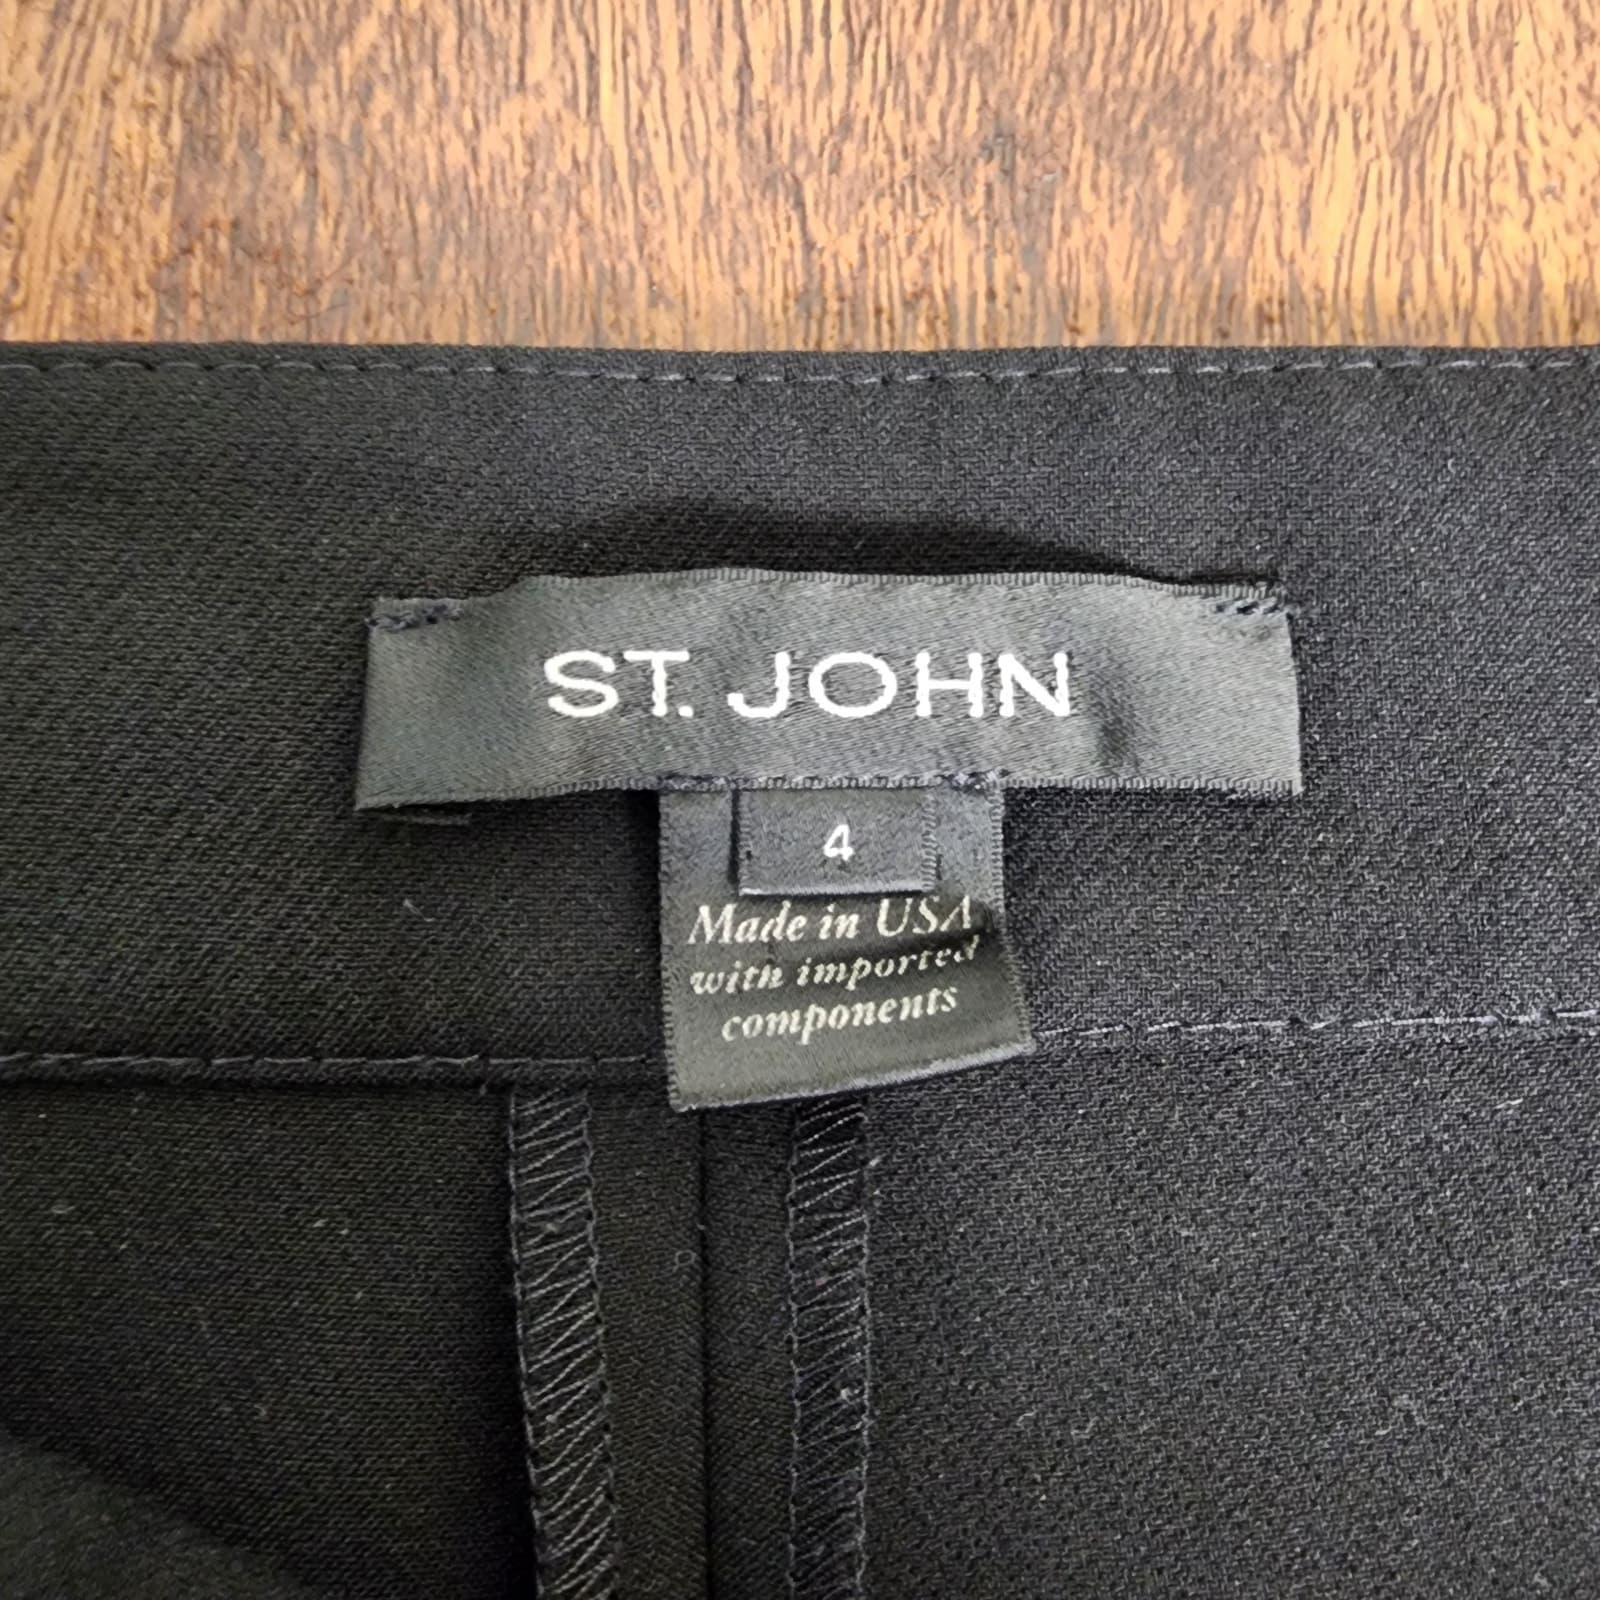 ST. JOHN
4
Made in USA
with imported
components